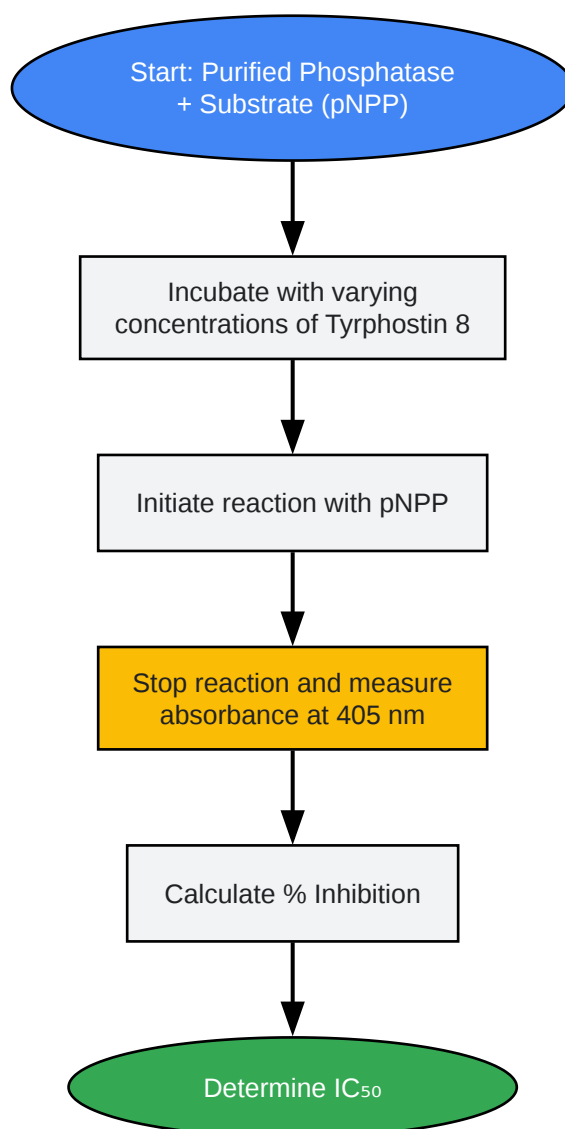 Start: Purified Phosphatase
+ Substrate (pNPP)
Incubate with varying
concentrations of Tyrphostin 8
Initiate reaction with pNPP
Stop reaction and measure
absorbance at 405 nm
Calculate % Inhibition
Determine IC₅₀